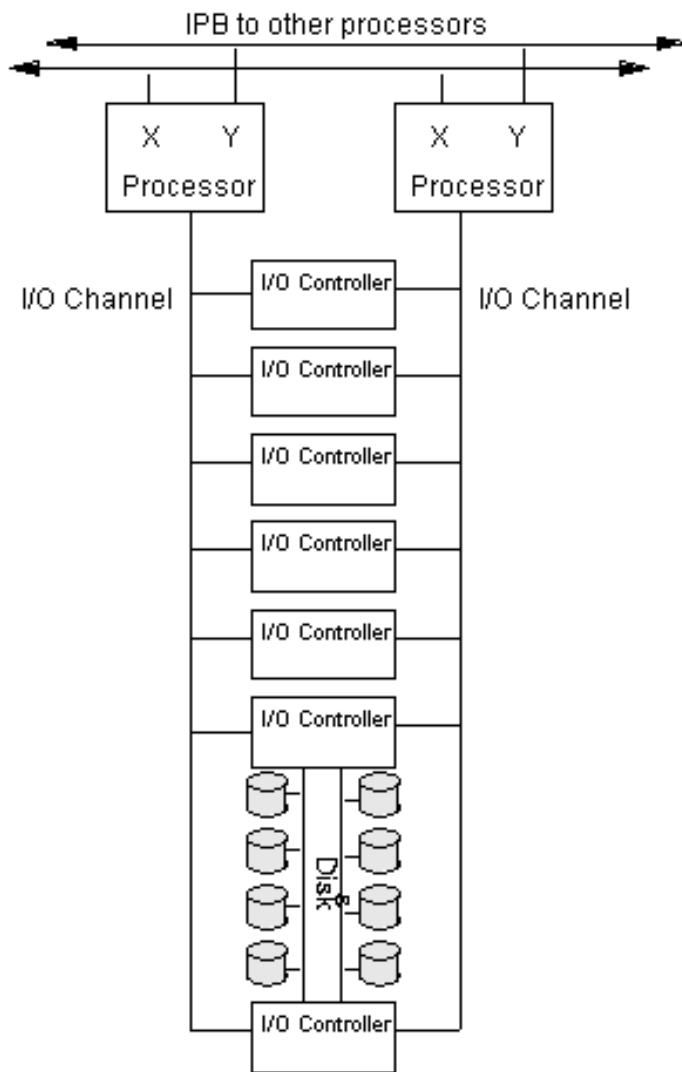 IPB to other processors
X Y
Processor
X Y
Processor
I/O Channel
I/O Channel
I/O Controller
I/O Controller
I/O Controller
I/O Controller
I/O Controller
I/O Controller
Disk
I/O Controller